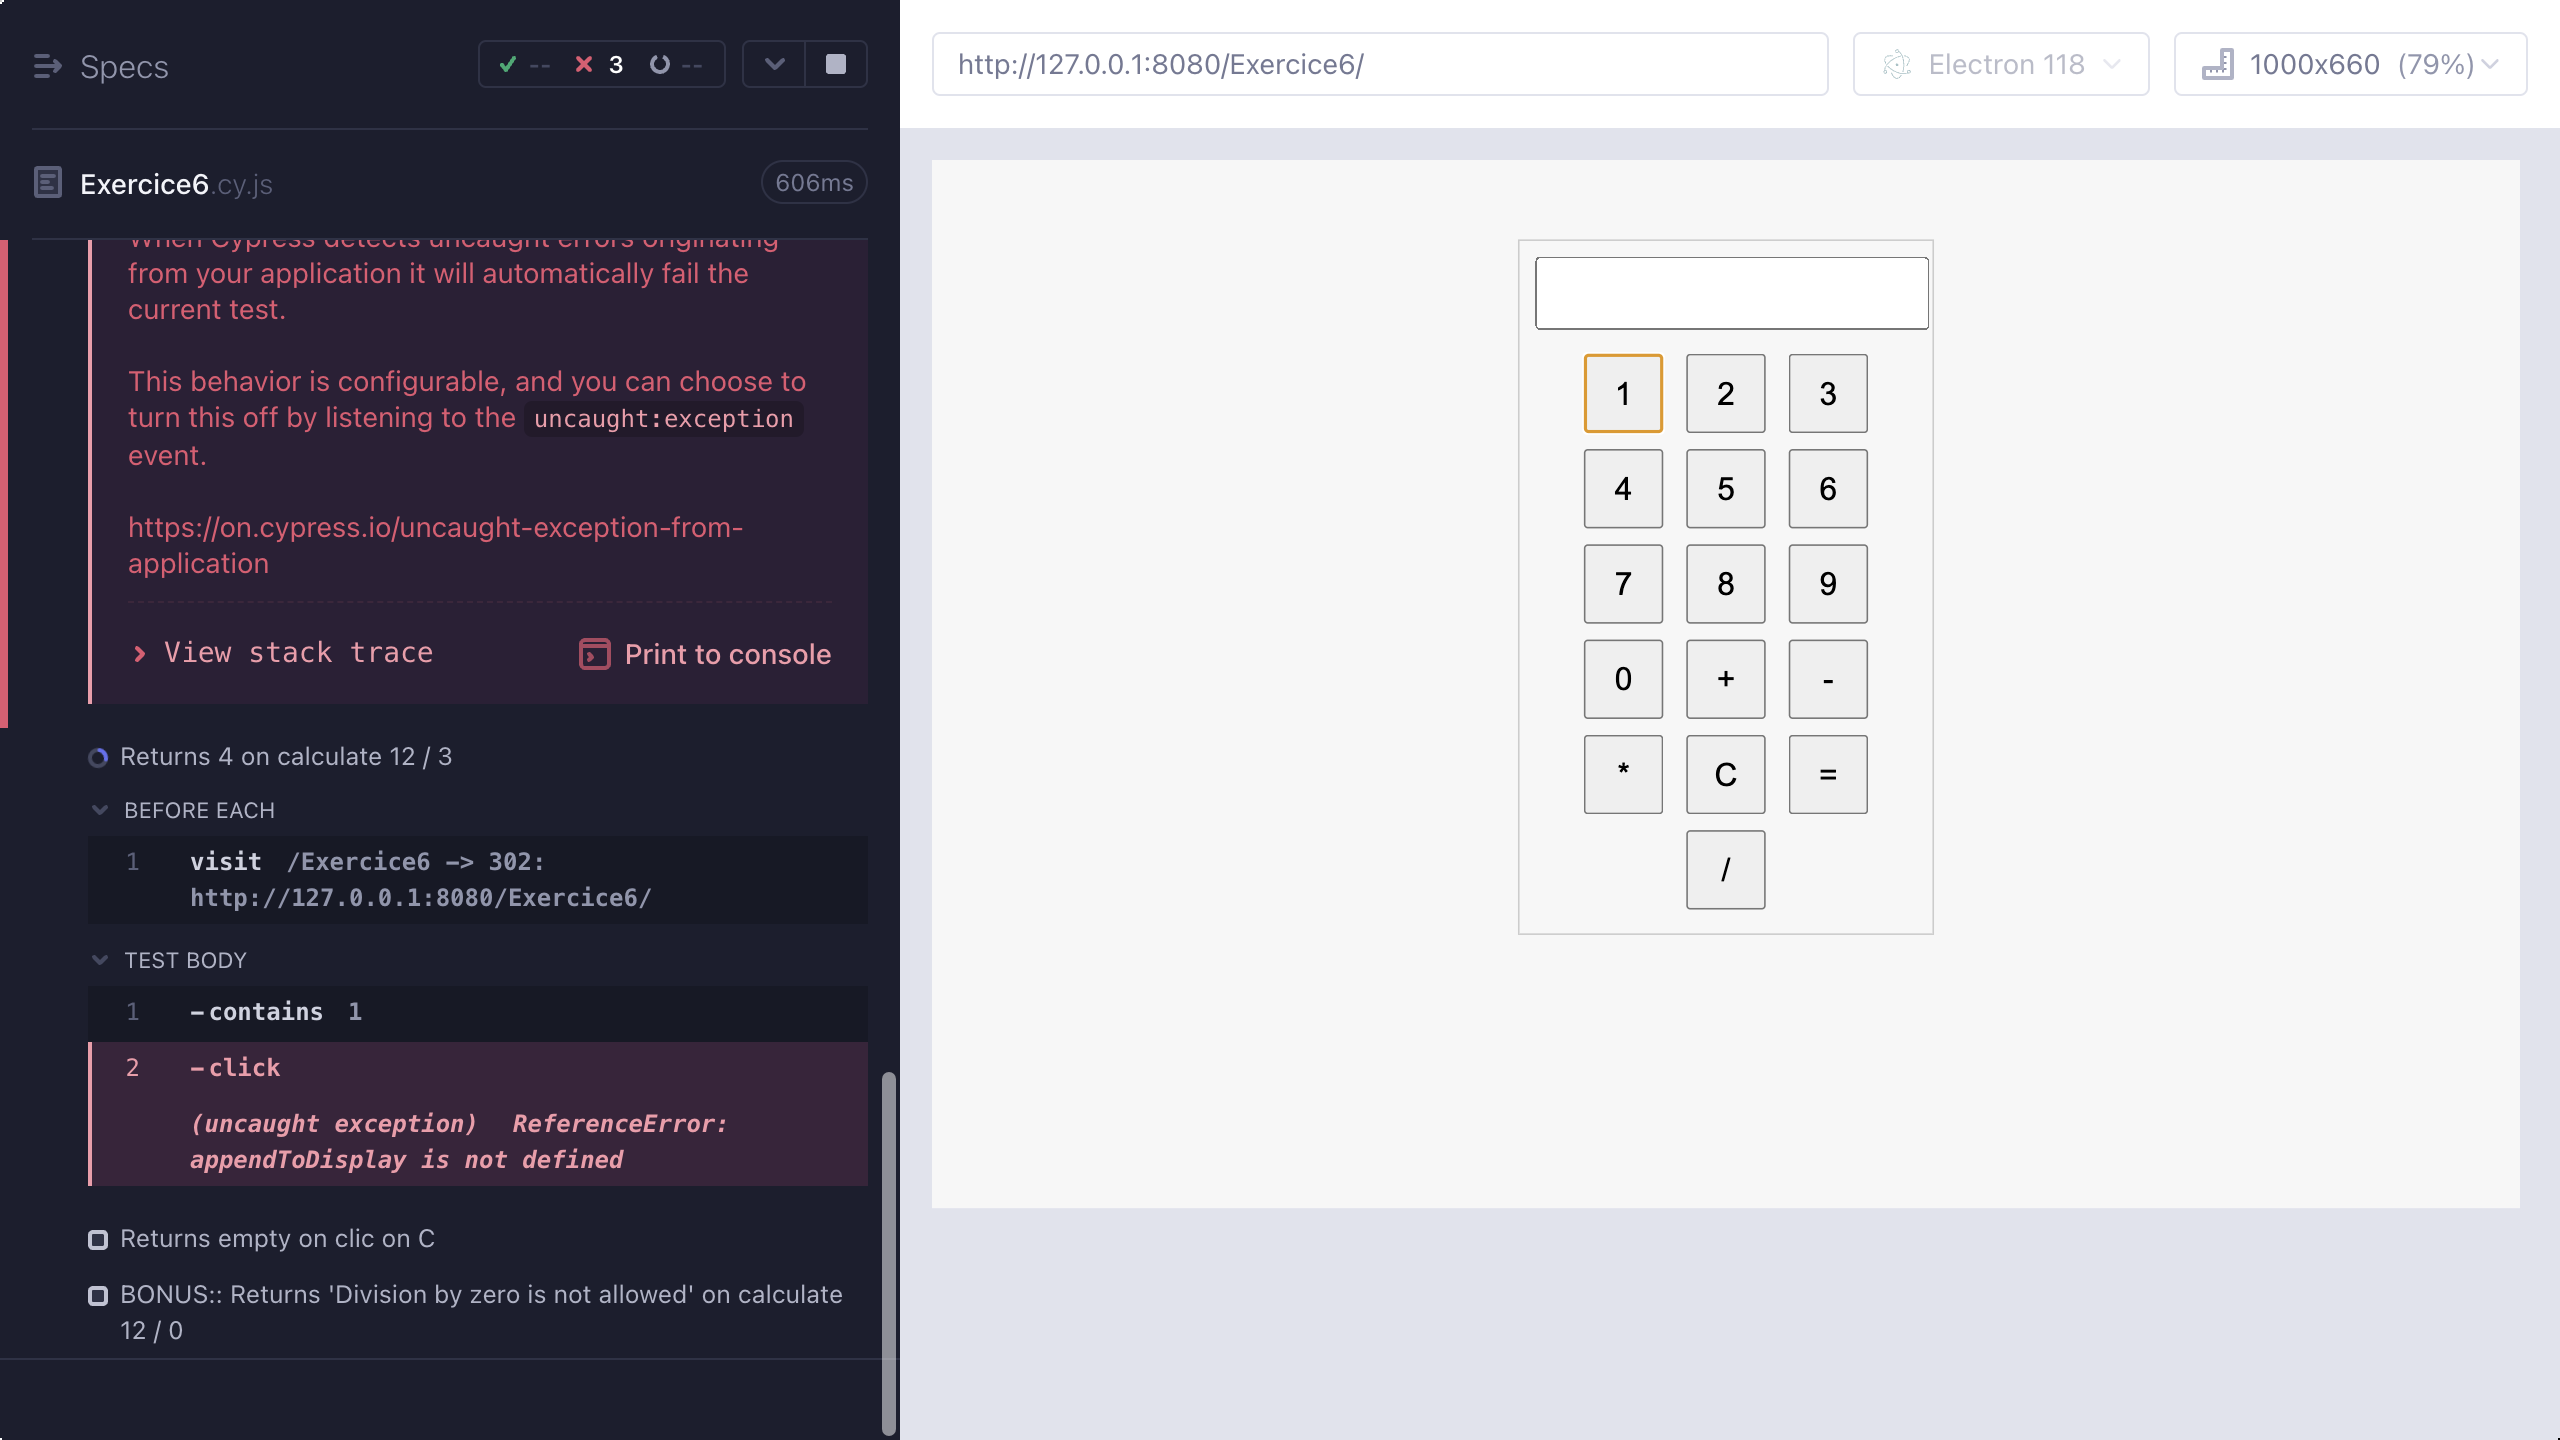 Specs
-- 3 --
Exercice6.cy.js
606ms
When Cypress detects uncaught errors originating
from your application it will automatically fail the
current test.
This behavior is configurable, and you can choose to
turn this off by listening to the uncaught:exception
event.
https://on.cypress.io/uncaught-exception-from-
application
View stack trace
Print to console
Returns 4 on calculate 12 / 3
BEFORE EACH
1 visit /Exercice6 -> 302:
http://127.0.0.1:8080/Exercice6/
TEST BODY
1 -contains 1
2 -click
(uncaught exception) ReferenceError:
appendToDisplay is not defined
Returns empty on clic on C
BONUS:: Returns 'Division by zero is not allowed' on calculate
12 / 0
http://127.0.0.1:8080/Exercice6/
Electron 118
1000x660 (79%)
1 2 3
4 5 6
7 8 9
0 + -
* C =
/